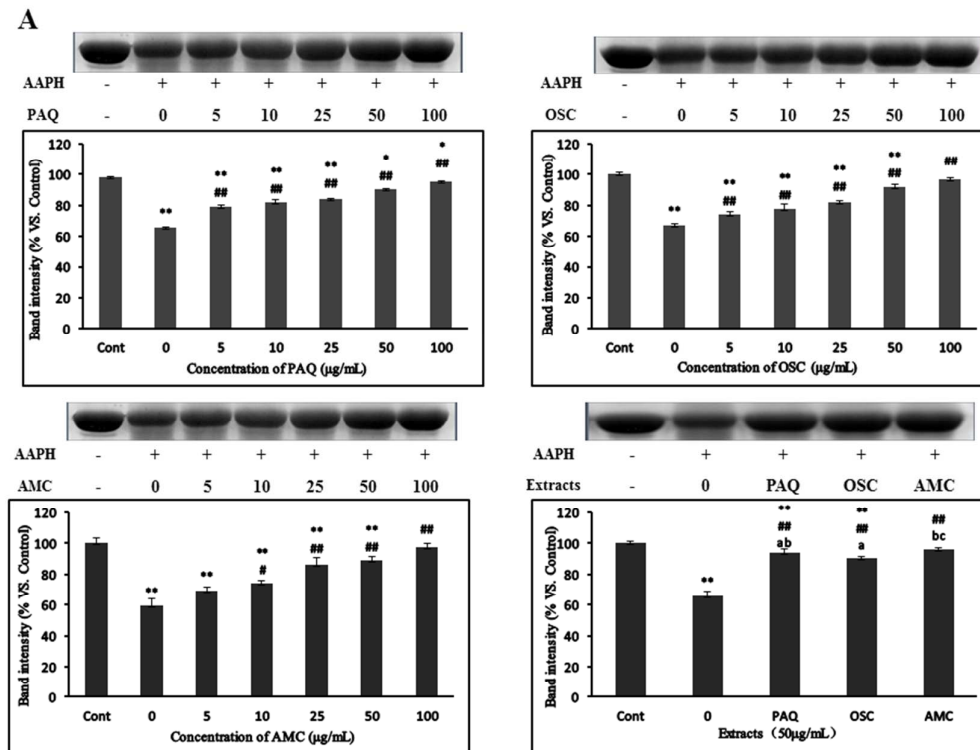 A
AAPH - + + + + + +
PAQ - 0 5 10 25 50 100
Band intensity (% VS. Control)
120
100
80
60
40
20
0
**
** ##
** ##
** ##
* ##
* ##
Cont 0 5 10 25 50 100
Concentration of PAQ (µg/mL)
AAPH - + + + + + +
OSC - 0 5 10 25 50 100
Band intensity (% VS. Control)
120
100
80
60
40
20
0
**
** ##
** ##
** ##
** ##
##
Cont 0 5 10 25 50 100
Concentration of OSC (µg/mL)
AAPH - + + + + + +
AMC - 0 5 10 25 50 100
Band intensity (% VS. Control)
120
100
80
60
40
20
0
**
**
** #
** ##
** ##
##
Cont 0 5 10 25 50 100
Concentration of AMC (µg/mL)
AAPH - + + + +
Extracts - 0 PAQ OSC AMC
Band intensity (% VS. Control)
120
100
80
60
40
20
0
**
** ## ab
** ## a
## bc
Cont 0 PAQ OSC AMC
Extracts（50µg/mL）